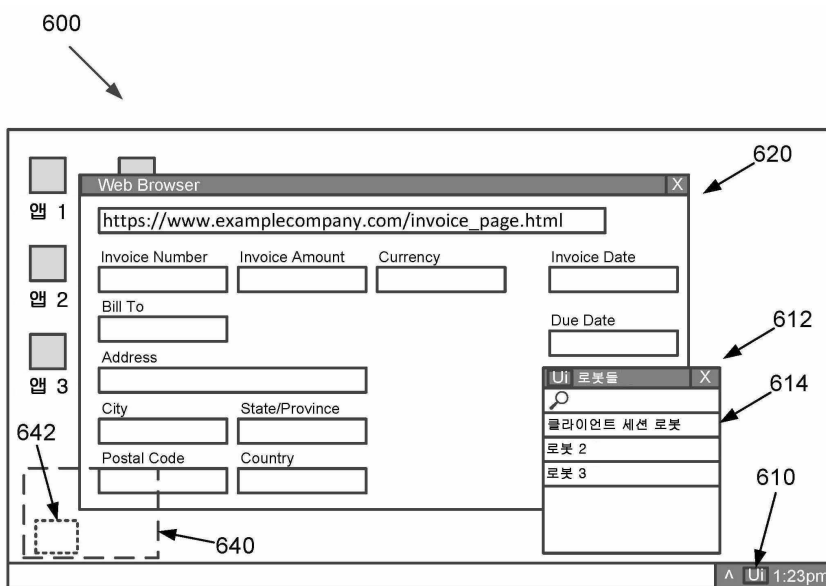 600
620
Web Browser X
앱 1
https://www.examplecompany.com/invoice_page.html
Invoice Number Invoice Amount Currency Invoice Date
앱 2
Bill To
Due Date
612
Address
앱 3
Ui 로봇들 X
614
City State/Province
클라이언트 세션 로봇
642
Postal Code Country
로봇 2
로봇 3
610
640
^ Ui 1:23pm